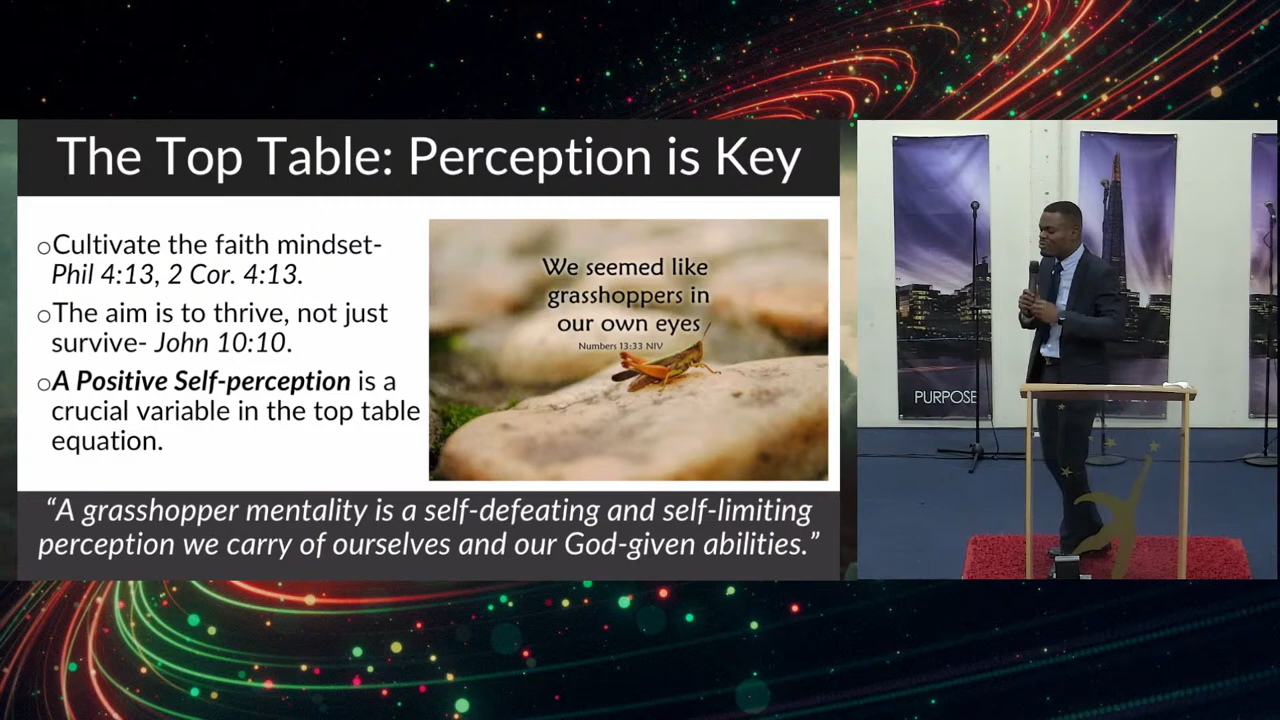 The Top Table: Perception is Key
○Cultivate the faith mindset-
Phil 4:13, 2 Cor. 4:13.
○The aim is to thrive, not just
survive- John 10:10.
○A Positive Self-perception is a
crucial variable in the top table
equation.
We seemed like
grasshoppers in
our own eyes
Numbers 13:33 NIV
“A grasshopper mentality is a self-defeating and self-limiting
perception we carry of ourselves and our God-given abilities.”
PURPOSE